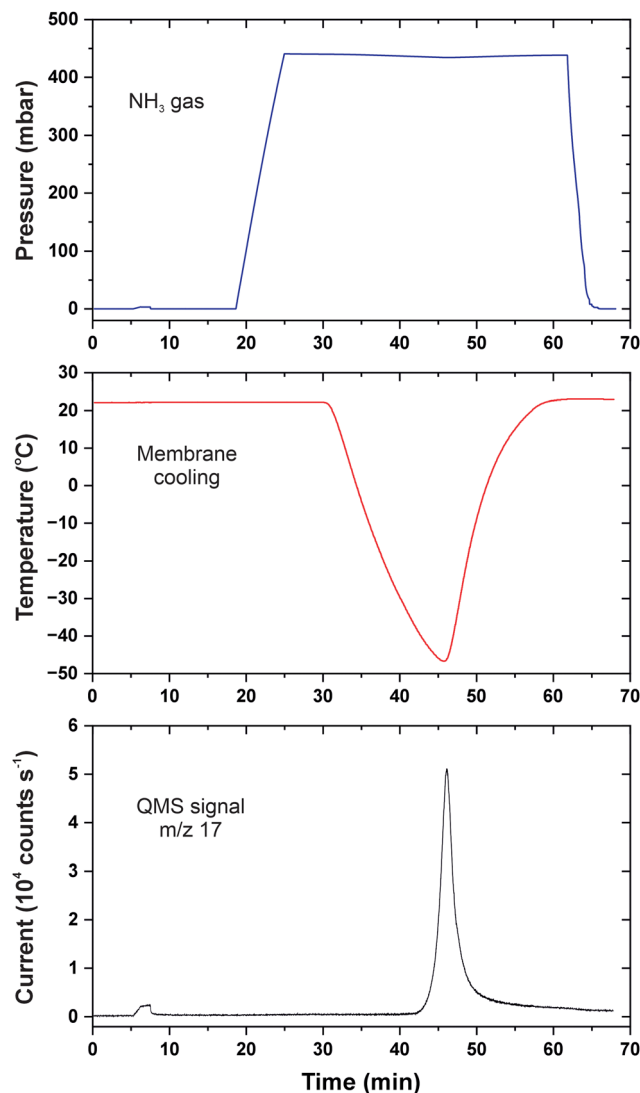 500
400
300
200
100
0
Pressure (mbar)
NH₃ gas
0 10 20 30 40 50 60 70
30
20
10
0
−10
−20
−30
−40
−50
Temperature (°C)
Membrane
cooling
0 10 20 30 40 50 60 70
6
5
4
3
2
1
0
Current (10⁴ counts s⁻¹)
QMS signal
m/z 17
0 10 20 30 40 50 60 70
Time (min)